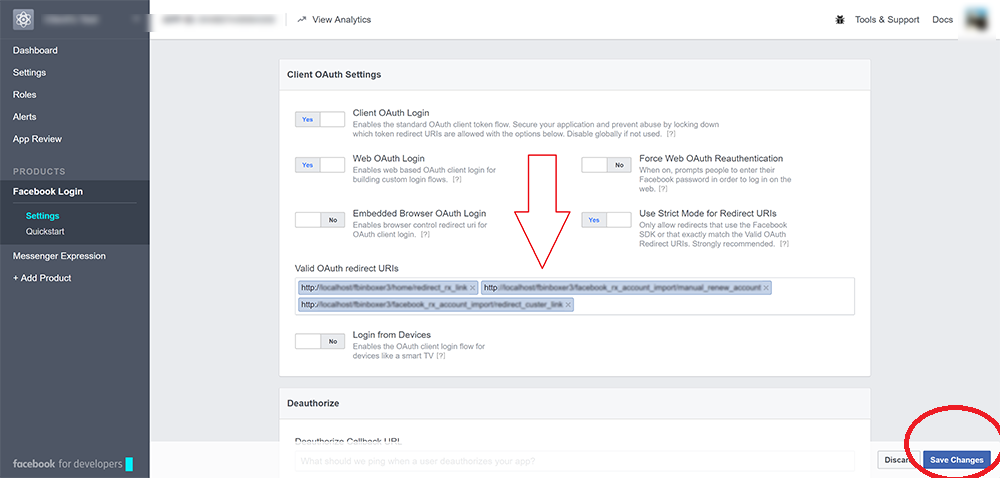 View Analytics
Tools & Support
Docs
Dashboard
Settings
Roles
Alerts
App Review
PRODUCTS
Facebook Login
Settings
Quickstart
Messenger Expression
+ Add Product
facebook for developers
Client OAuth Settings
Yes
Client OAuth Login
Enables the standard OAuth client token flow. Secure your application and prevent abuse by locking down
which token redirect URIs are allowed with the options below. Disable globally if not used. [?]
Yes
Web OAuth Login
Enables web based OAuth client login for
building custom login flows. [?]
No
Force Web OAuth Reauthentication
When on, prompts people to enter their
Facebook password in order to log in on the
web. [?]
No
Embedded Browser OAuth Login
Enables browser control redirect uri for
OAuth client login. [?]
Yes
Use Strict Mode for Redirect URIs
Only allow redirects that use the Facebook
SDK or that exactly match the Valid OAuth
Redirect URIs. Strongly recommended. [?]
Valid OAuth redirect URIs
http://localhost/fbinboxer3/home/redirect_rx_link ×
http://localhost/fbinboxer3/facebook_rx_account_import/manual_renew_account ×
http://localhost/fbinboxer3/facebook_rx_account_import/redirect_custer_link ×
No
Login from Devices
Enables the OAuth client login flow for
devices like a smart TV [?]
Deauthorize
Deauthorize Callback URL
What should we ping when a user deauthorizes your app?
Discard
Save Changes